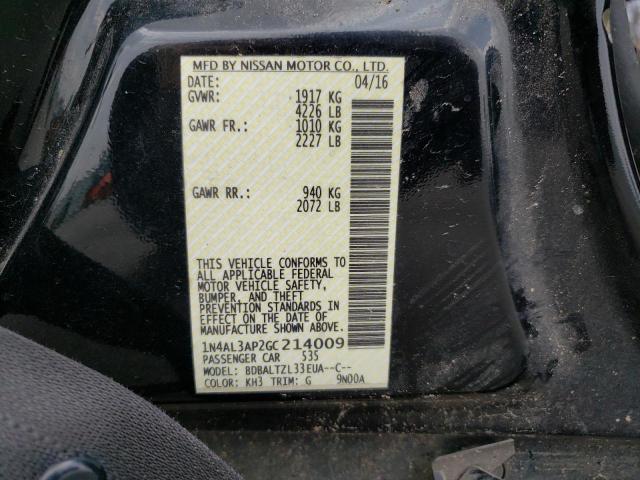 MFD BY NISSAN MOTOR CO., LTD.
DATE: 04/16
GVWR: 1917 KG
4226 LB
GAWR FR.: 1010 KG
2227 LB
GAWR RR.: 940 KG
2072 LB
THIS VEHICLE CONFORMS TO
ALL APPLICABLE FEDERAL
MOTOR VEHICLE SAFETY,
BUMPER, AND THEFT
PREVENTION STANDARDS IN
EFFECT ON THE DATE OF
MANUFACTURE SHOWN ABOVE.
1N4AL3AP2GC214009
PASSENGER CAR 535
MODEL: BDBALTZL33EUA--C--
COLOR: KH3 TRIM: G 9N00A